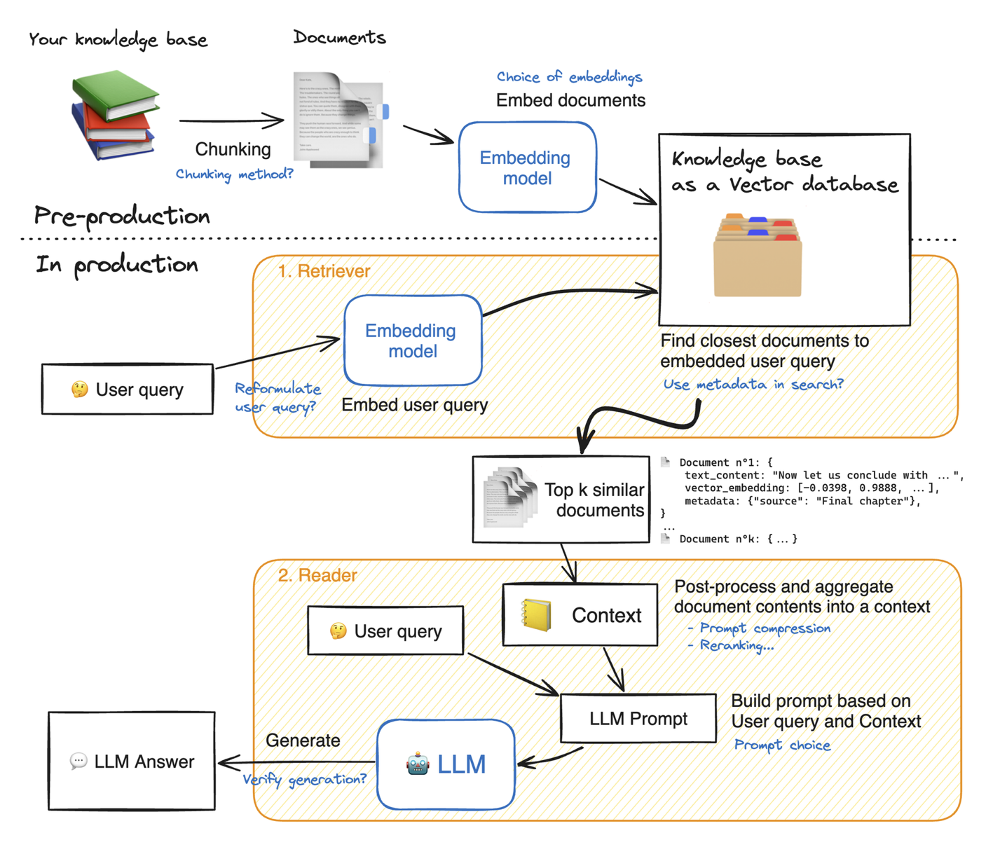 Your knowledge base
Documents
Choice of embeddings
Embed documents
Chunking
Chunking method?
Embedding
model
Knowledge base
as a Vector database
Pre-production
In production
1. Retriever
Embedding
model
🤔 User query
Reformulate
user query?
Embed user query
Find closest documents to
embedded user query
Use metadata in search?
Top k similar
documents
Document n°1: {
text_content: "Now let us conclude with ...",
vector_embedding: [-0.0398, 0.9888, ...],
metadata: {"source": "Final chapter"},
}
...
Document n°k: {...}
2. Reader
🤔 User query
Context
Post-process and aggregate
document contents into a context
- Prompt compression
- Reranking...
LLM Prompt
Build prompt based on
User query and Context
Prompt choice
LLM
Generate
Verify generation?
💬 LLM Answer